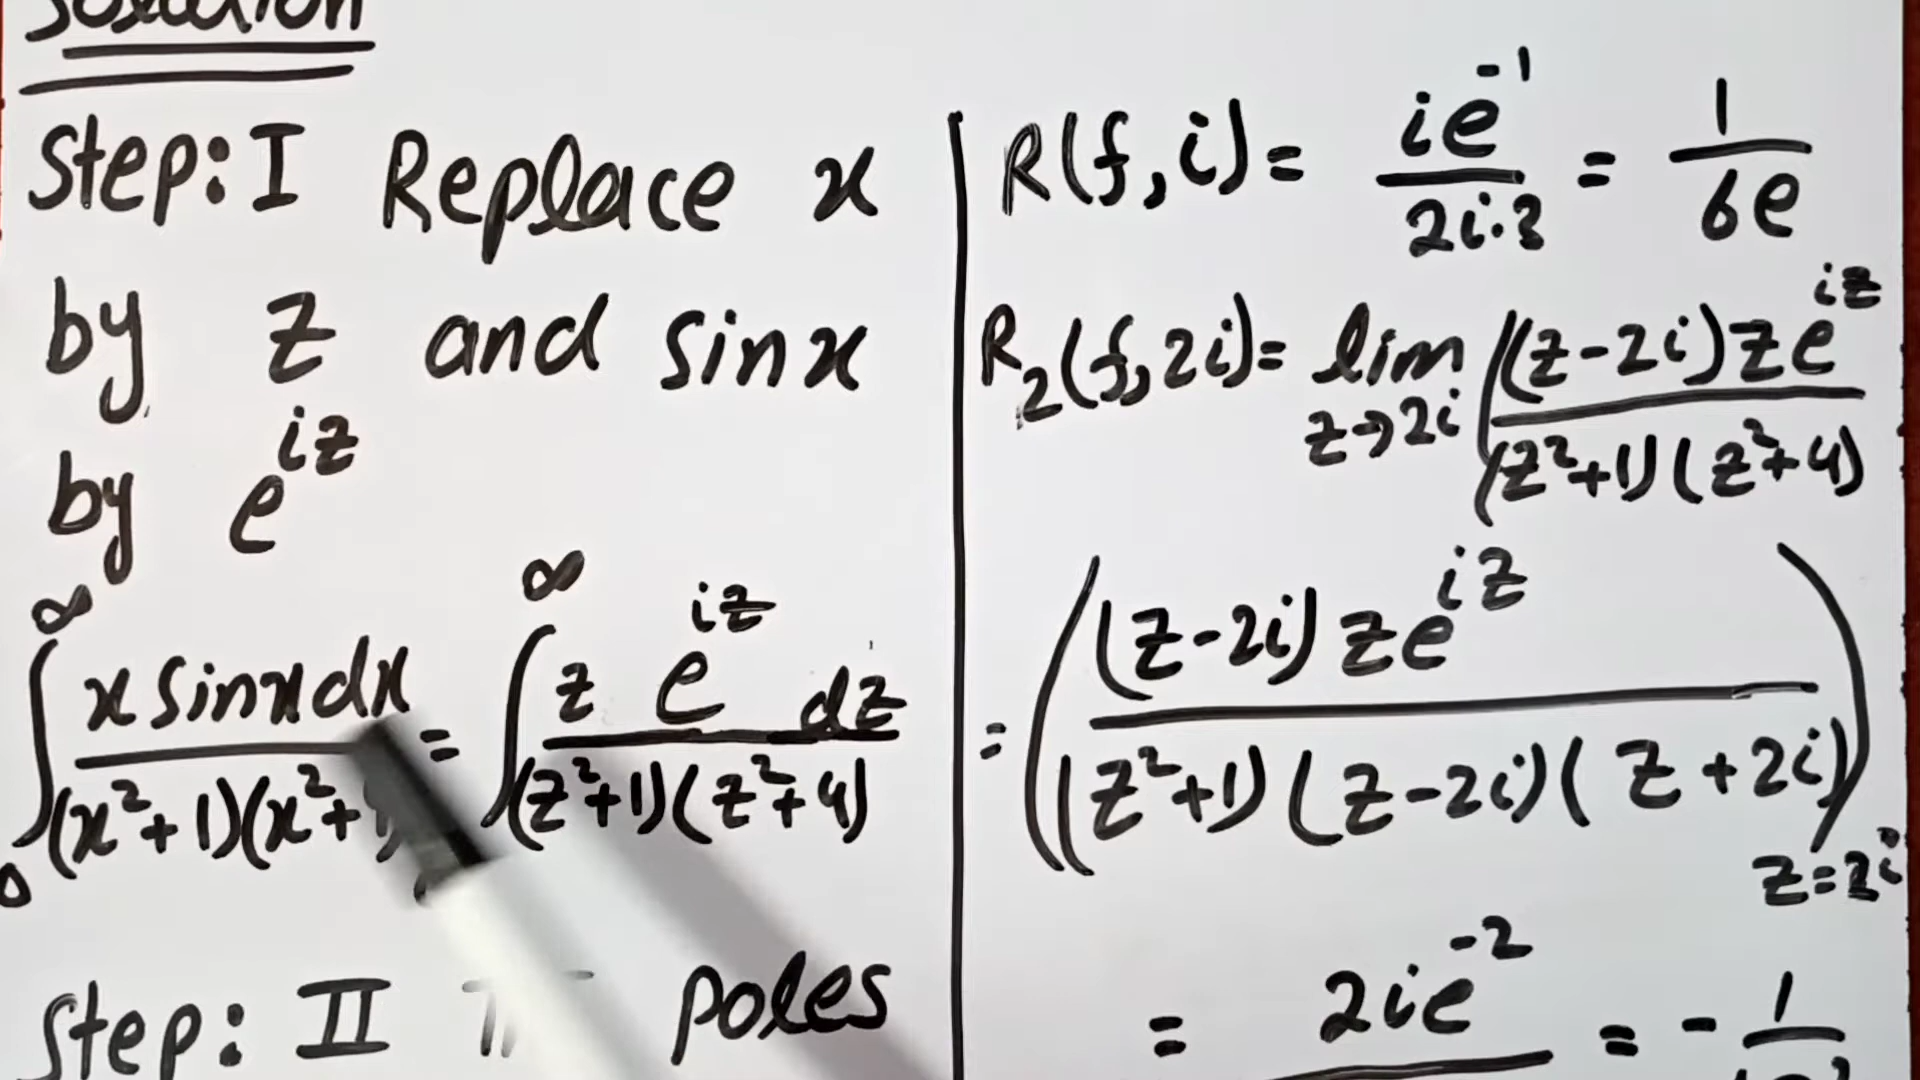 Solution
Step: I Replace x
by z and sinx
by e^{iz}
∫_0^∞ x sinx dx / (x²+1)(x²+ = ∫^∞ z e^{iz} dz / (z²+1)(z²+4)
Step: II poles
R(f, i) = ie^{-1} / 2i·3 = 1 / 6e
R_2(f, 2i) = lim_{z→2i} ((z-2i) z e^{iz} / (z²+1)(z²+4)
= ((z-2i) z e^{iz} / (z²+1)(z-2i)(z+2i))_{z=2i}
= 2ie^{-2} = - 1